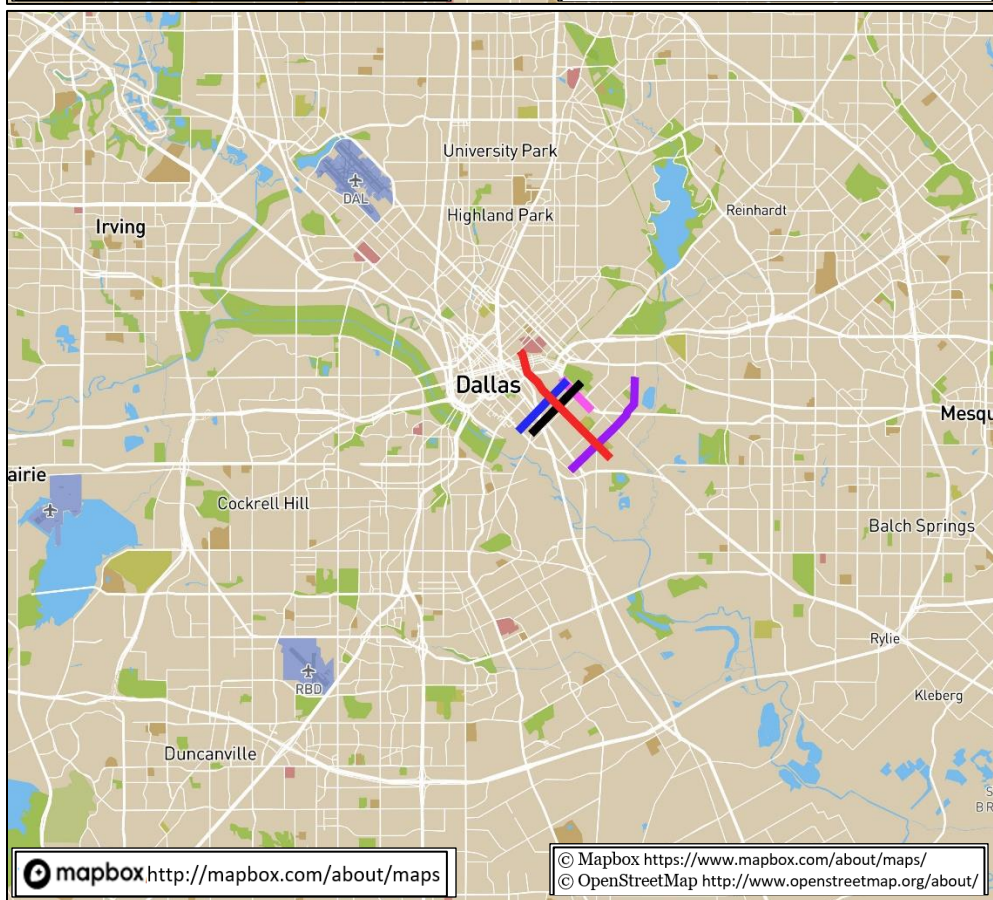 University Park
DAL
Highland Park
Reinhardt
Irving
Dallas
Mesqu
airie
Cockrell Hill
Balch Springs
Rylie
RBD
Kleberg
Duncanville
S
BR
mapbox http://mapbox.com/about/maps
© Mapbox https://www.mapbox.com/about/maps/
© OpenStreetMap http://www.openstreetmap.org/about/